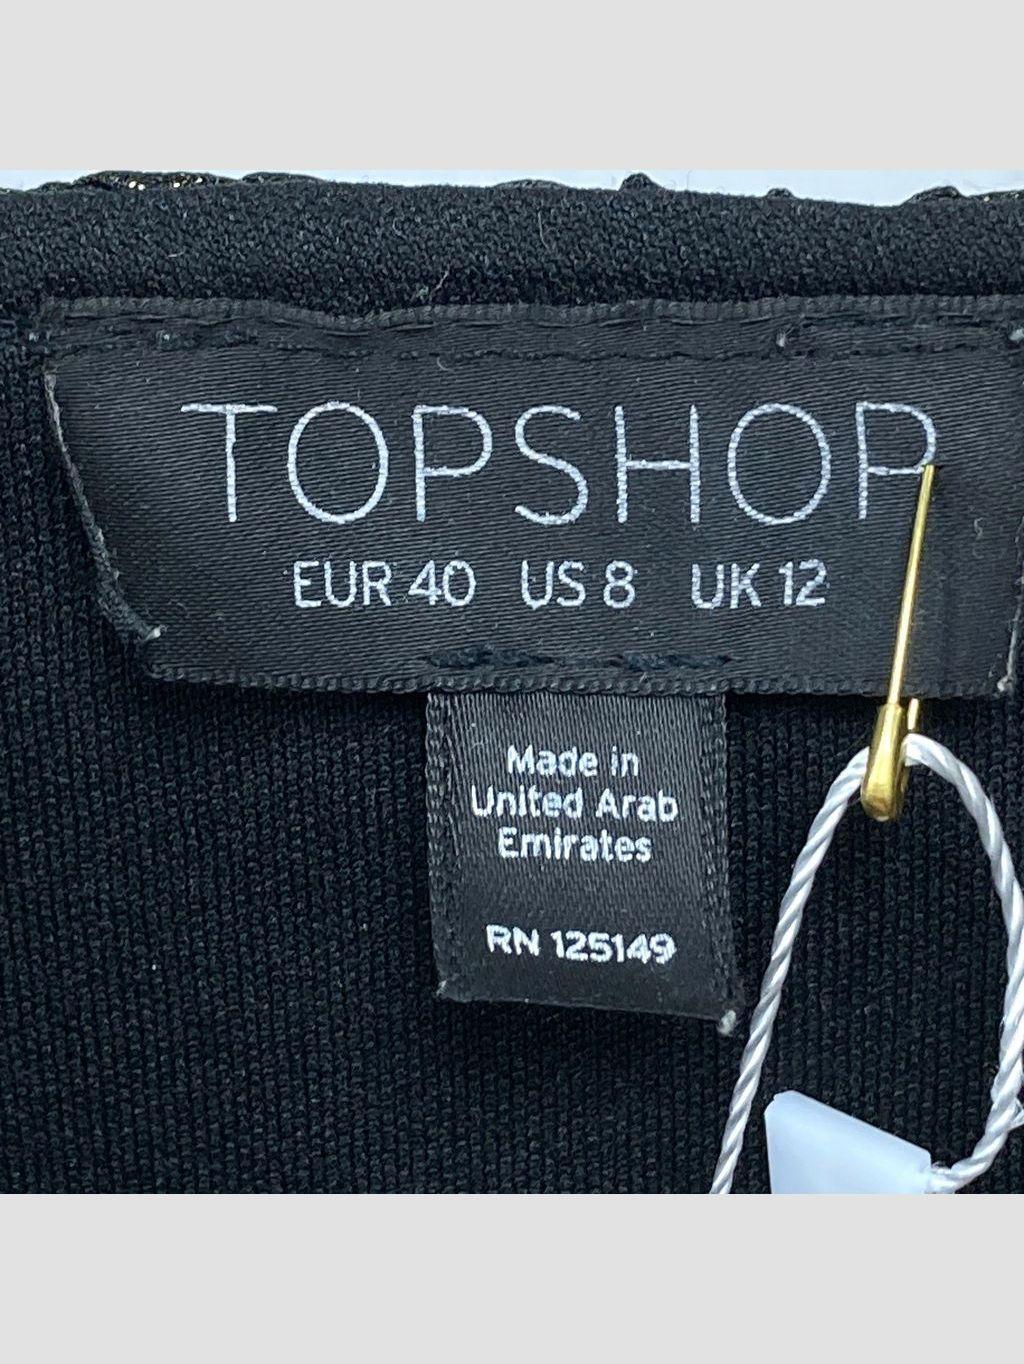 TOPSHOP
EUR 40 US 8 UK 12
Made in
United Arab
Emirates
RN 125149